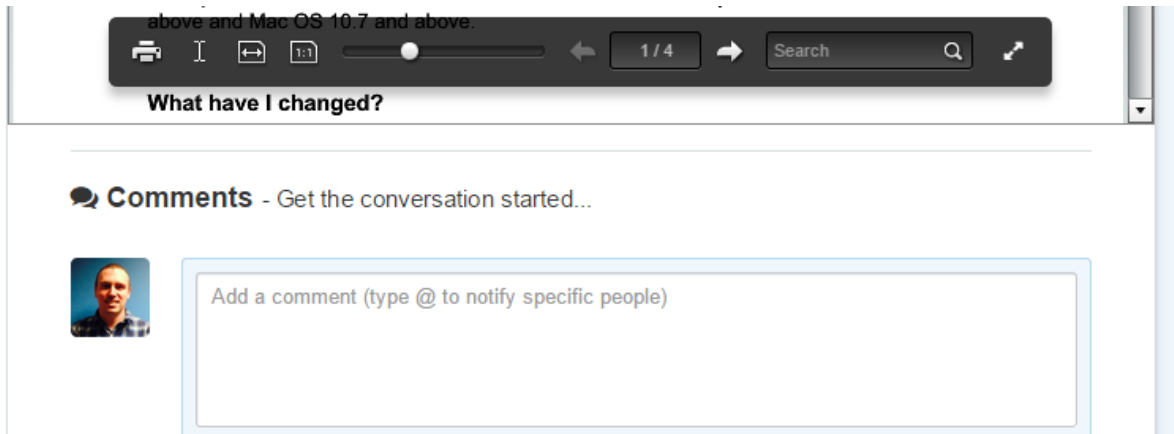 above and Mac OS 10.7 and above.
1:1
1 / 4
Search
What have I changed?
Comments - Get the conversation started...
Add a comment (type @ to notify specific people)